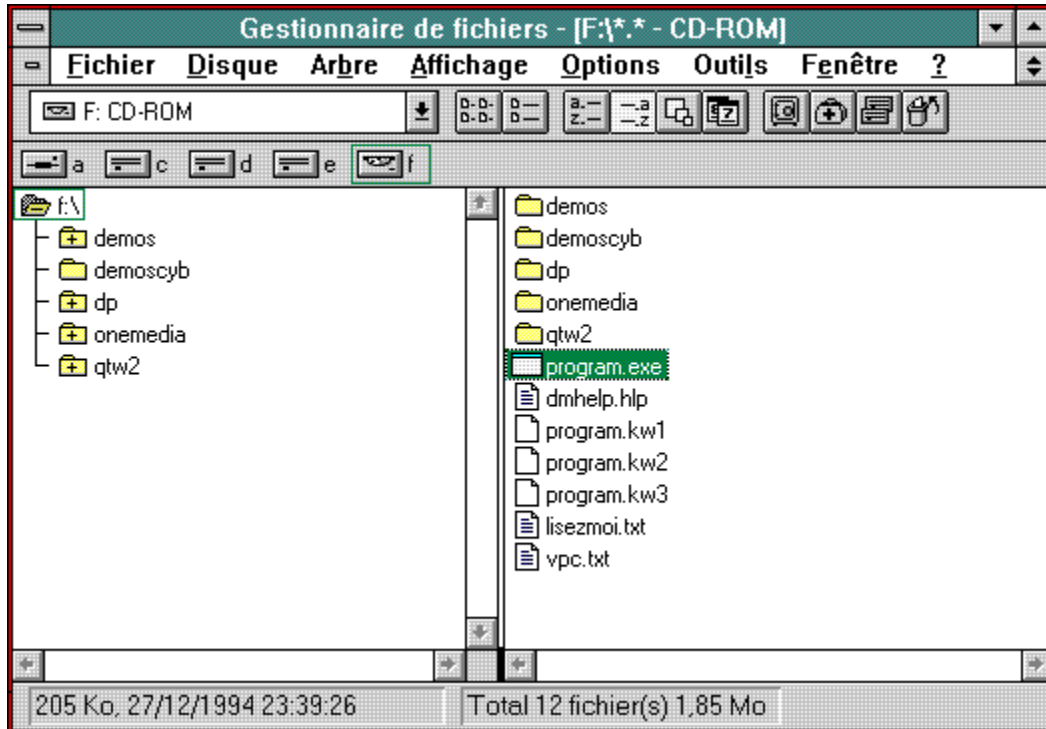 Gestionnaire de fichiers - [F:\*.* - CD-ROM]
Fichier Disque Arbre Affichage Options Outils Fenêtre ?
F: CD-ROM
a c d e f
f:\
demos
demoscyb
dp
onemedia
qtw2
demos
demoscyb
dp
onemedia
qtw2
program.exe
dmhelp.hlp
program.kw1
program.kw2
program.kw3
lisezmoi.txt
vpc.txt
205 Ko, 27/12/1994 23:39:26 Total 12 fichier(s) 1,85 Mo